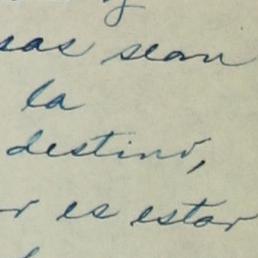 sas sean
la
destino,
r es estar